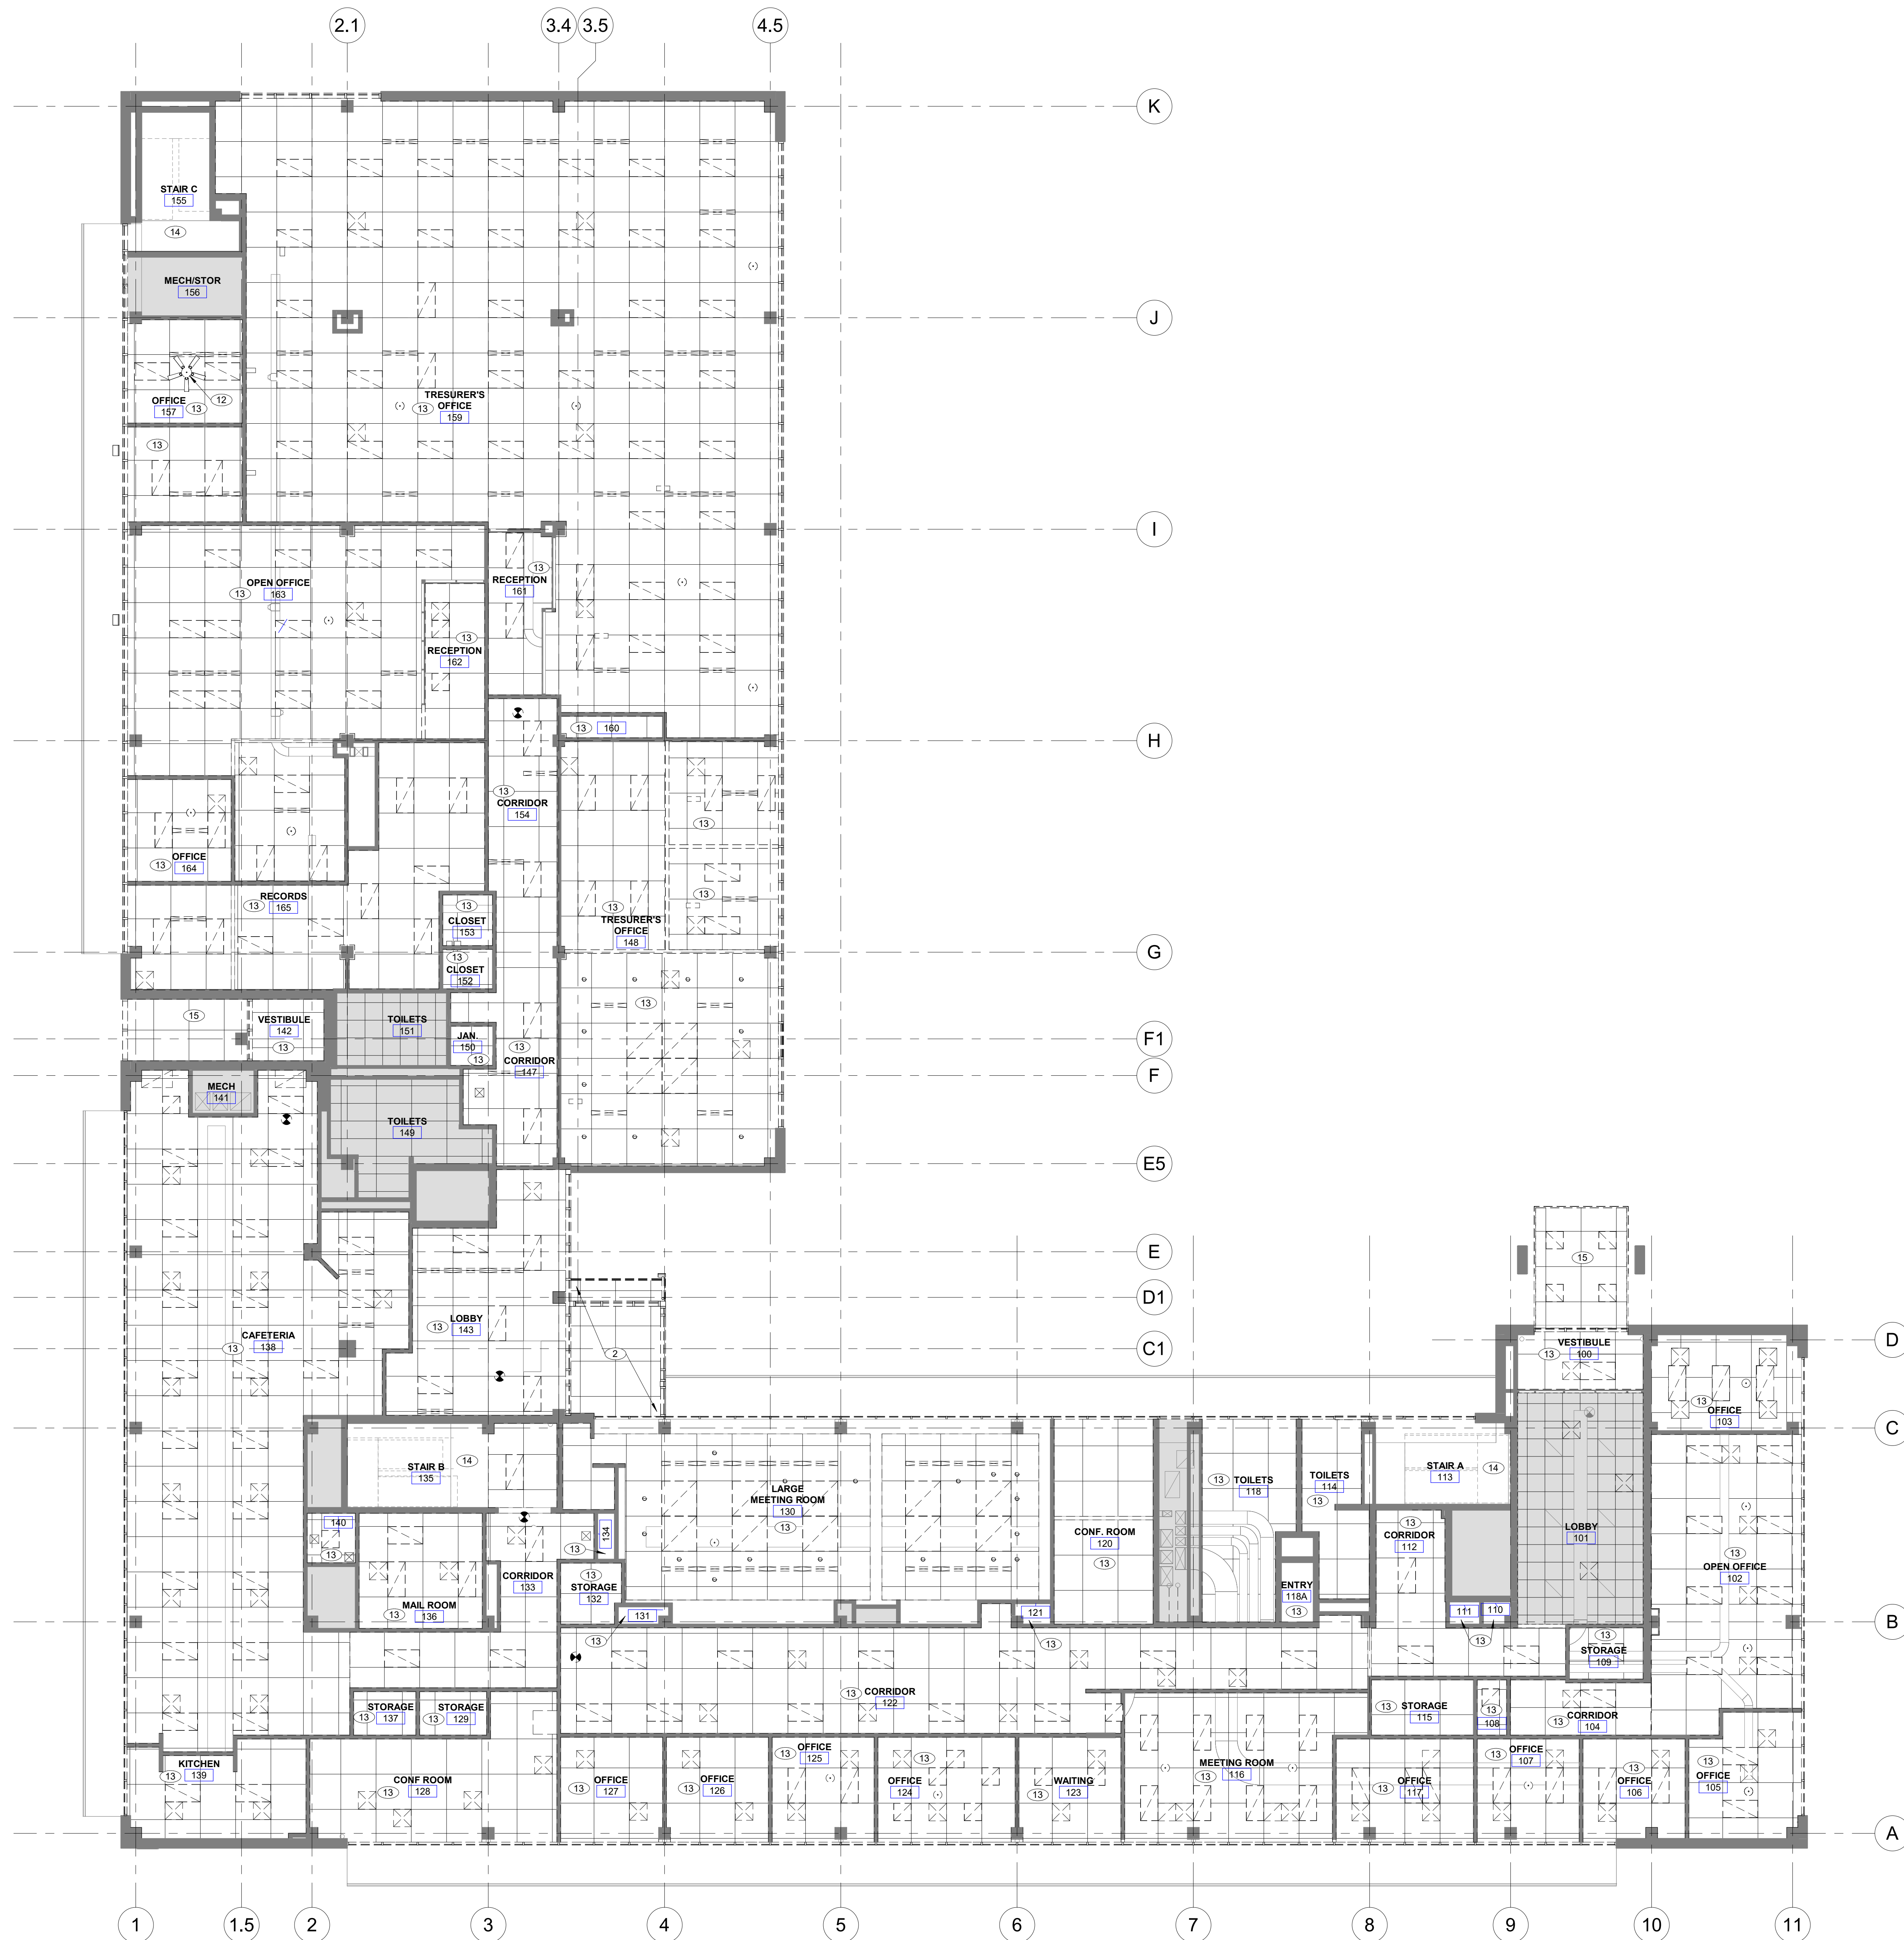 2.1
3.4
3.5
4.5
K
STAIR C
155
14
MECH/STOR
156
J
12
OFFICE
13
157
TRESURER'S
OFFICE
13
159
13
I
OPEN OFFICE
13
163
13
RECEPTION
161
13
RECEPTION
162
13
160
H
13
CORRIDOR
154
13
OFFICE
13
164
RECORDS
13
165
13
CLOSET
153
13
CLOSET
152
13
13
TRESURER'S
OFFICE
148
G
13
15
VESTIBULE
142
13
TOILETS
151
JAN.
150
13
13
CORRIDOR
147
F1
F
MECH
141
TOILETS
149
E5
E
15
D1
LOBBY
13
143
CAFETERIA
13
138
2
C1
VESTIBULE
13
100
D
13
OFFICE
103
C
STAIR B
135
14
LARGE
MEETING ROOM
130
13
13
TOILETS
118
TOILETS
114
13
STAIR A
113
14
140
13
134
13
CONF. ROOM
120
13
13
CORRIDOR
112
LOBBY
101
13
OPEN OFFICE
102
CORRIDOR
133
13
STORAGE
132
MAIL ROOM
13
136
131
13
121
13
ENTRY
118A
13
111
110
13
B
13
STORAGE
109
CORRIDOR
13
122
STORAGE
13
137
STORAGE
13
129
STORAGE
13
115
13
108
CORRIDOR
13
104
KITCHEN
13
139
CONF ROOM
13
128
OFFICE
13
127
OFFICE
13
126
OFFICE
13
125
13
OFFICE
124
WAITING
13
123
MEETING ROOM
13
116
OFFICE
13
117
OFFICE
13
107
13
OFFICE
106
13
OFFICE
105
A
1
1.5
2
3
4
5
6
7
8
9
10
11